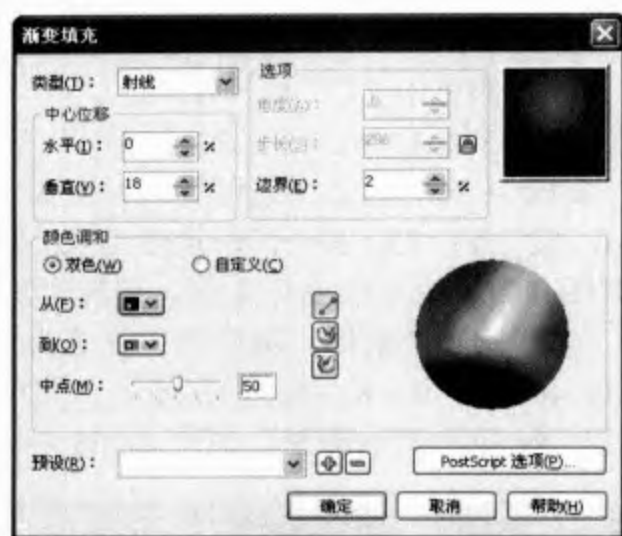 渐变填充
类型(T)： 射线
选项
角度(A)： .0
中心位移
水平(I)： 0 %
步长(S)： 256
垂直(V)： 18 %
边界(E)： 2 %
颜色调和
双色(W) 自定义(C)
从(F)：
到(O)：
中点(M)： 50
预设(R)：
PostScript 选项(P)...
确定 取消 帮助(H)